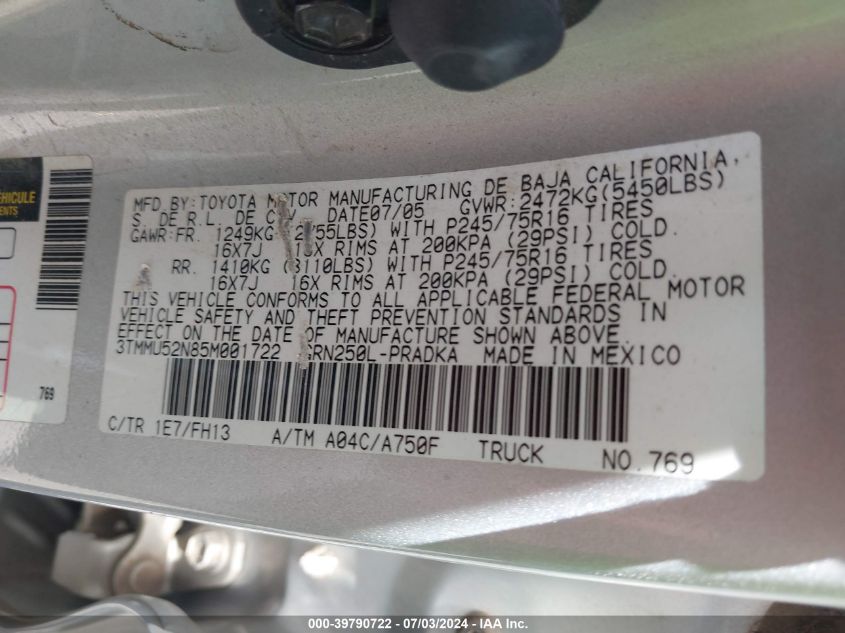 EHICULE
ENTS
769
MFD.BY:TOYOTA MOTOR MANUFACTURING DE BAJA CALIFORNIA,
S. DE R.L. DE C.V. DATE07/05 GVWR:2472KG(5450LBS)
GAWR:FR. 1249KG WITH P245/75R16 TIRES
16X7J RIMS AT 200KPA (29PSI) COLD.
RR. 1410KG (3110LBS) WITH P245/75R16 TIRES
16X7J 16X RIMS AT 200KPA (29PSI) COLD.
THIS VEHICLE CONFORMS TO ALL APPLICABLE FEDERAL MOTOR
VEHICLE SAFETY AND THEFT PREVENTION STANDARDS IN
EFFECT ON THE DATE OF MANUFACTURE SHOWN ABOVE.
3TMMU52N85M001722 GRN250L-PRADKA MADE IN MEXICO
C/TR 1E7/FH13 A/TM A04C/A750F TRUCK NO.769
000-39790722 - 07/03/2024 - IAA Inc.